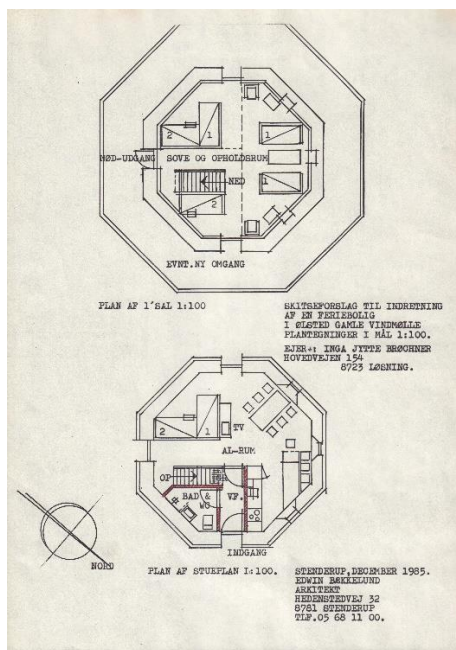 2
1
1
NØD-UDGANG SOVE OG OPHOLDSRUM
NED
1
2
EVNT.NY OMGANG
PLAN AF 1'SAL 1:100
SKITSEFORSLAG TIL INDRETNING
AF EN FERIEBOLIG
I ØLSTED GAMLE VINDMØLLE
PLANTEGNINGER I MÅL 1:100.
EJER: INGA JYTTE BRØCHNER
HOVEDVEJEN 154
8723 LØSNING.
2
1
TV
AL-RUM
OP
BAD &
WC
VF.
INDGANG
NORD
PLAN AF STUEPLAN 1:100.
STENDERUP,DECEMBER 1985.
EDWIN BØKKELUND
ARKITEKT
HEDENSTEDVEJ 32
8781 STENDERUP
TLF.05 68 11 00.